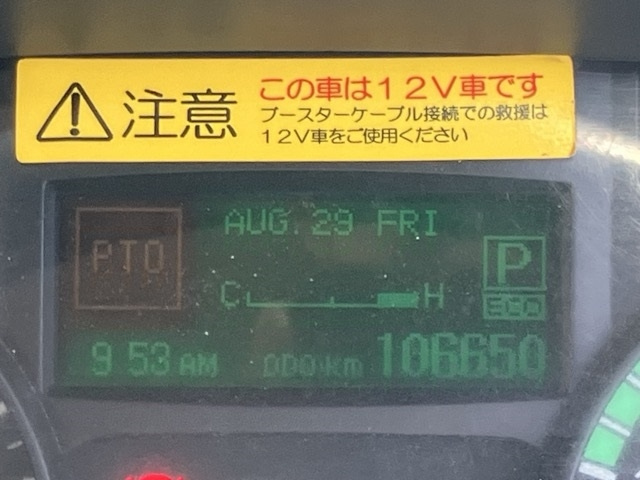 注意
この車は１２Ｖ車です
ブースターケーブル接続での救援は
１２Ｖ車をご使用ください
AUG. 29 FRI
PTO
P
ECO
C H
9:53 AM ODO km 106650